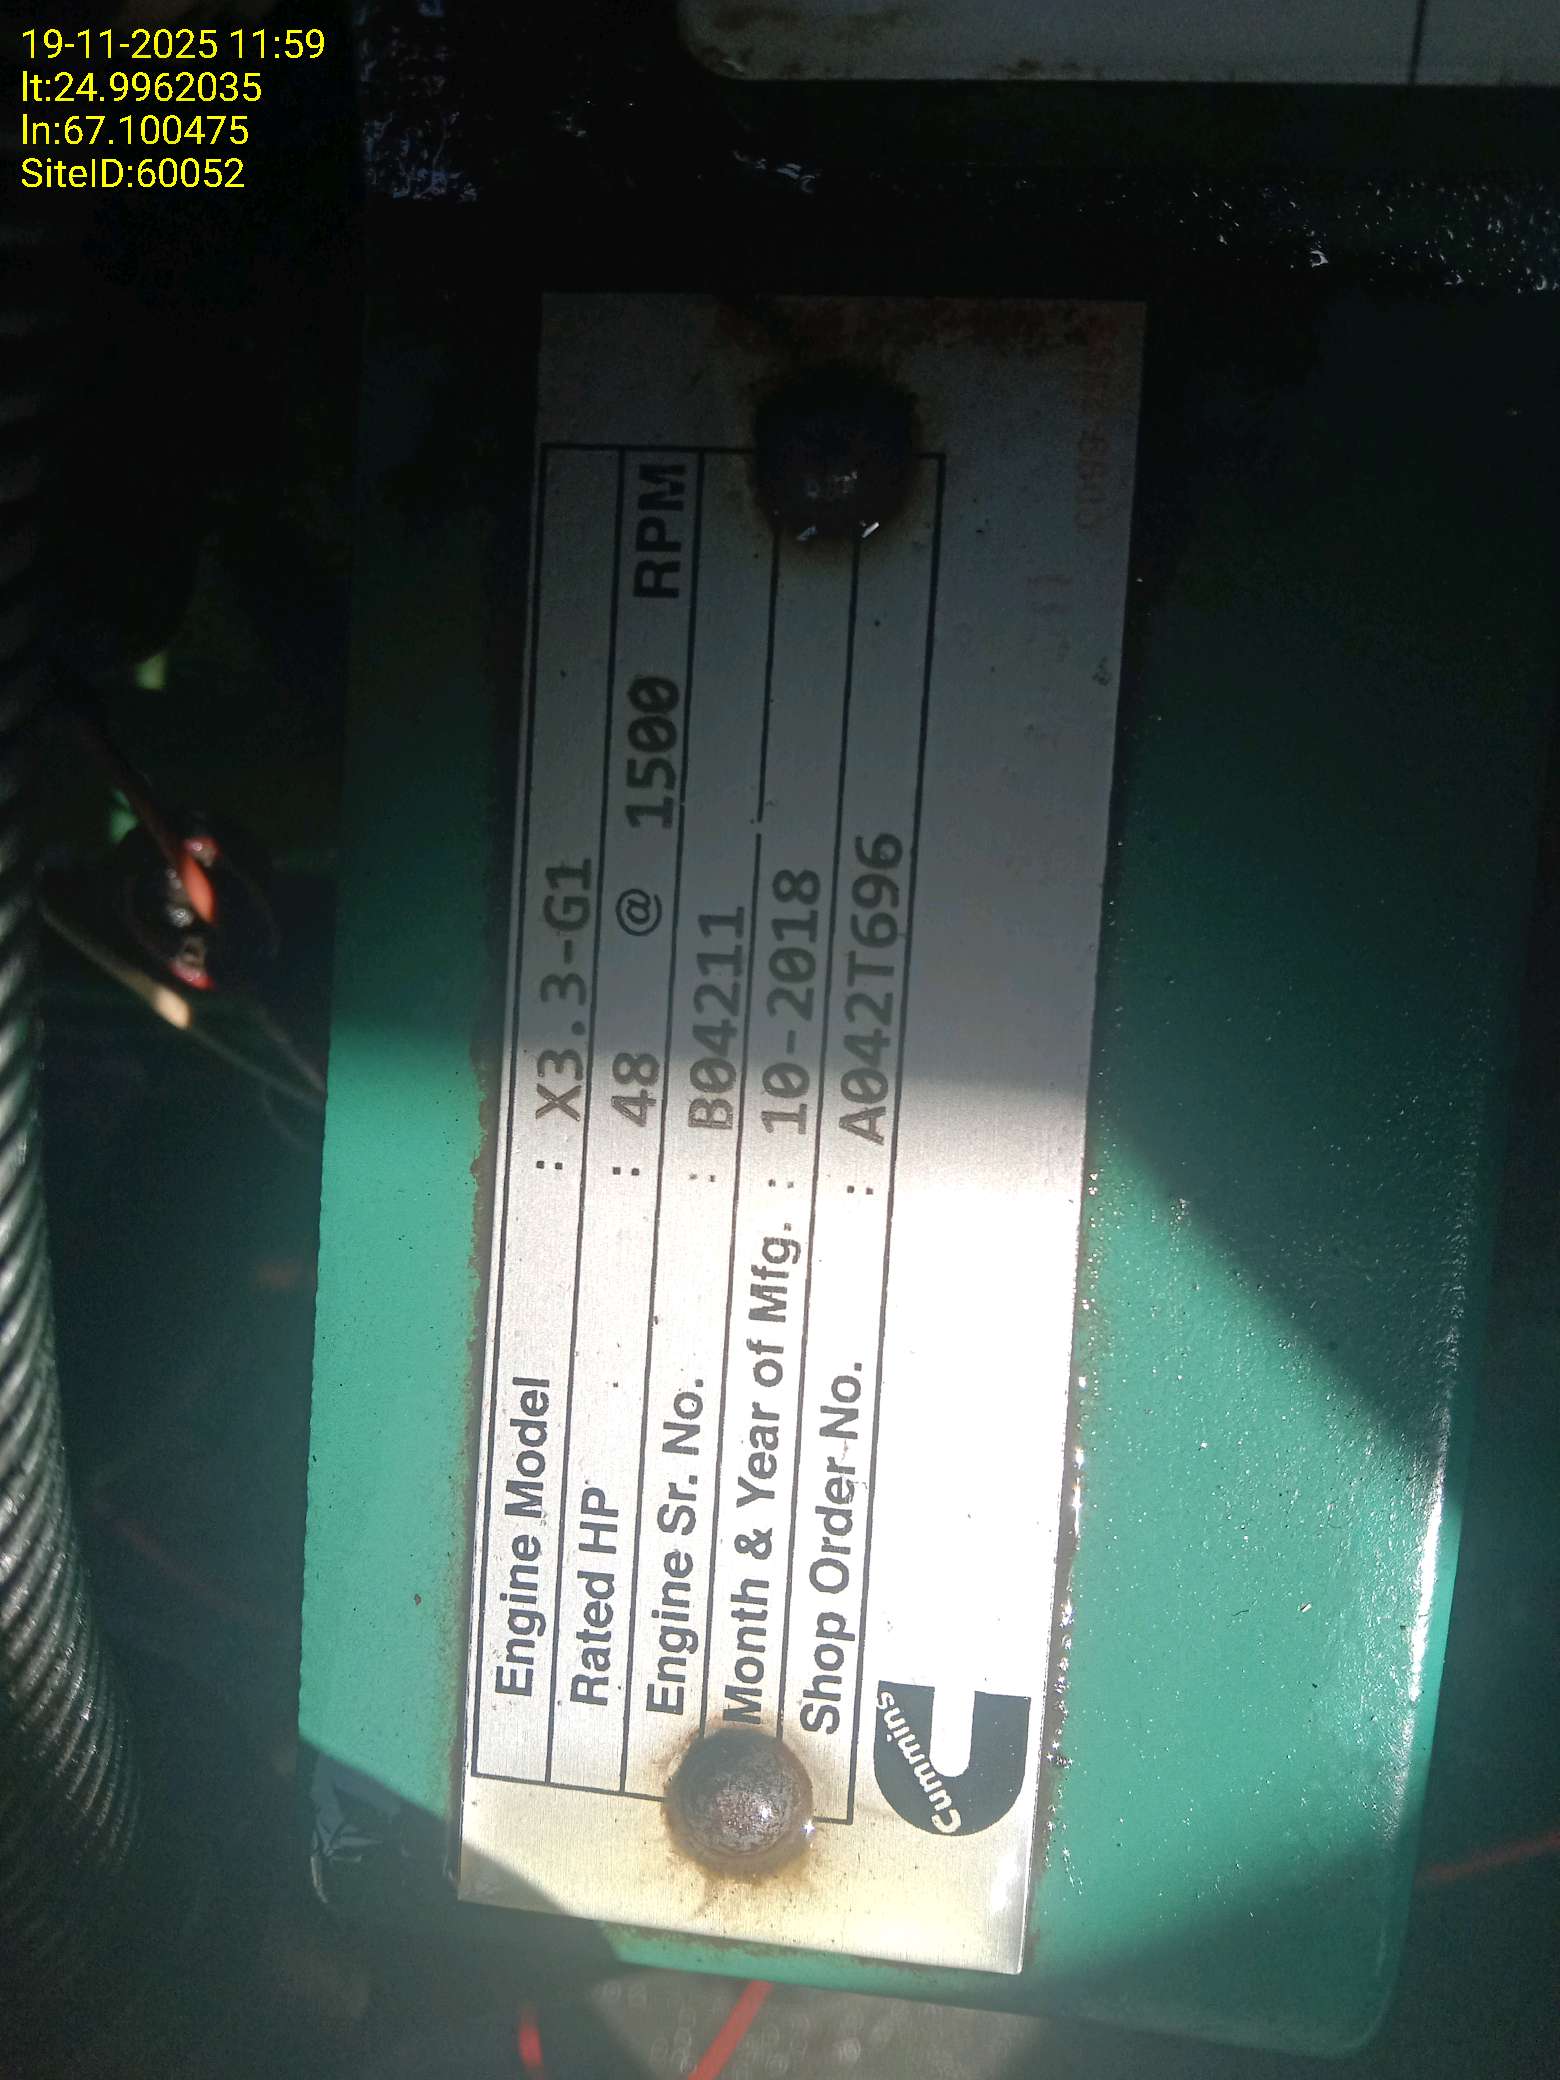 19-11-2025 11:59
lt:24.9962035
ln:67.100475
SiteID:60052
Engine Model : X3.3-G1
Rated HP : 48 @ 1500 RPM
Engine Sr. No. : B04211
Month & Year of Mfg. : 10-2018
Shop Order No. : A042T696
Cummins